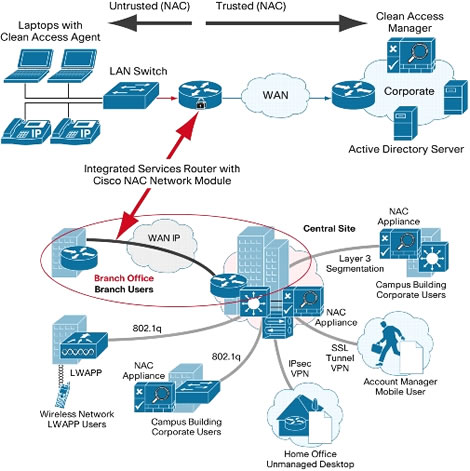 Untrusted (NAC)
Trusted (NAC)
Laptops with
Clean Access Agent
Clean Access
Manager
LAN Switch
WAN
Corporate
IP
IP
Active Directory Server
Integrated Services Router with
Cisco NAC Network Module
WAN IP
Central Site
NAC
Appliance
Branch Office
Branch Users
Layer 3
Segmentation
Campus Building
Corporate Users
NAC
Appliance
802.1q
LWAPP
802.1q
NAC
Appliance
IPsec
VPN
SSL
Tunnel
VPN
Account Manager
Mobile User
Wireless Network
LWAPP Users
Campus Building
Corporate Users
Home Office
Unmanaged Desktop